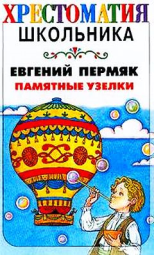 ХРЕСТОМАТИЯ
ШКОЛЬНИКА
ЕВГЕНИЙ ПЕРМЯК
ПАМЯТНЫЕ УЗЕЛКИ